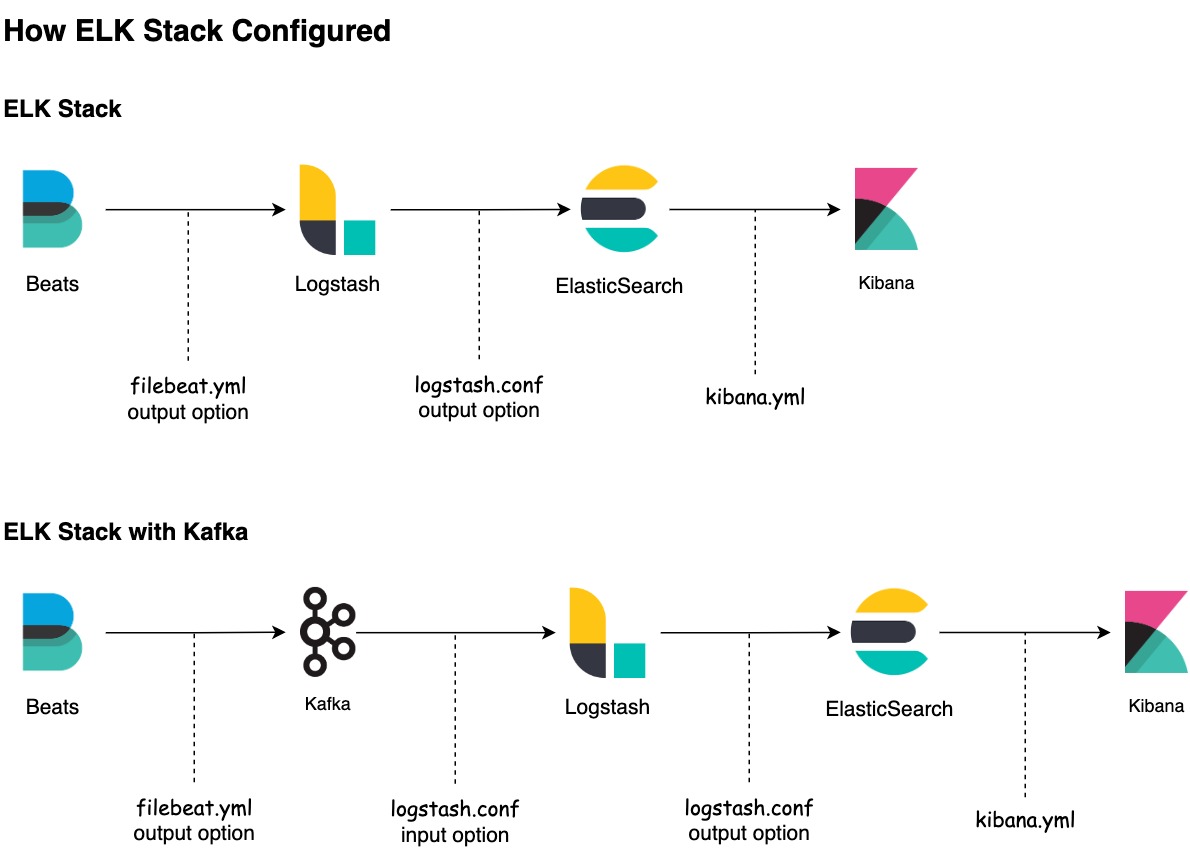 How ELK Stack Configured
ELK Stack
Beats
Logstash
ElasticSearch
Kibana
filebeat.yml
output option
logstash.conf
output option
kibana.yml
ELK Stack with Kafka
Beats
Kafka
Logstash
ElasticSearch
Kibana
filebeat.yml
output option
logstash.conf
input option
logstash.conf
output option
kibana.yml